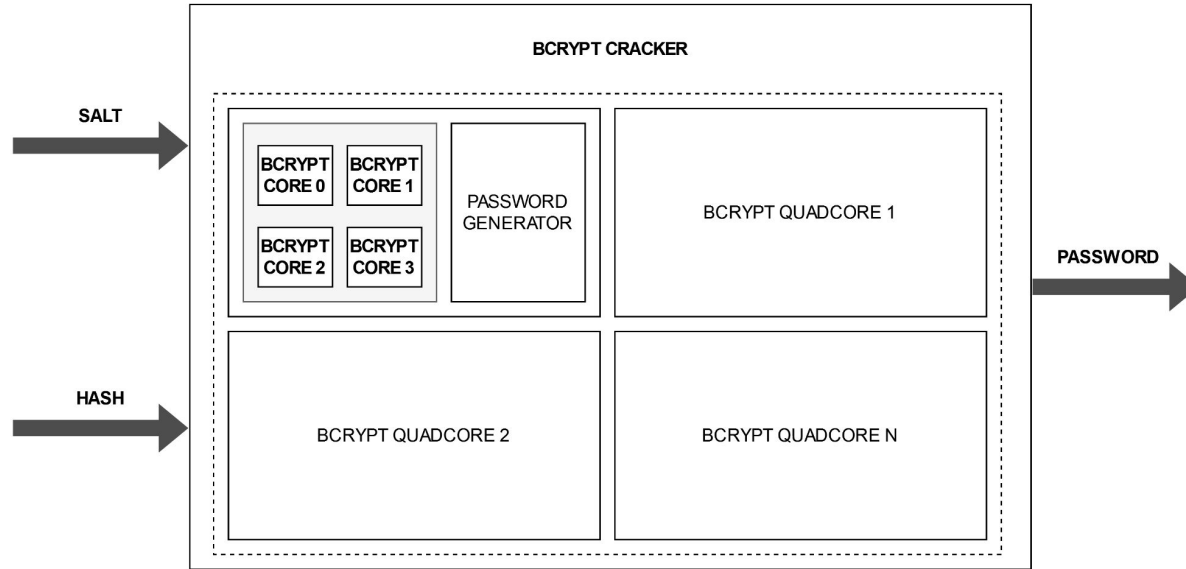 BCRYPT CRACKER
SALT
BCRYPT
CORE 0
BCRYPT
CORE 1
BCRYPT
CORE 2
BCRYPT
CORE 3
PASSWORD
GENERATOR
BCRYPT QUADCORE 1
PASSWORD
HASH
BCRYPT QUADCORE 2
BCRYPT QUADCORE N